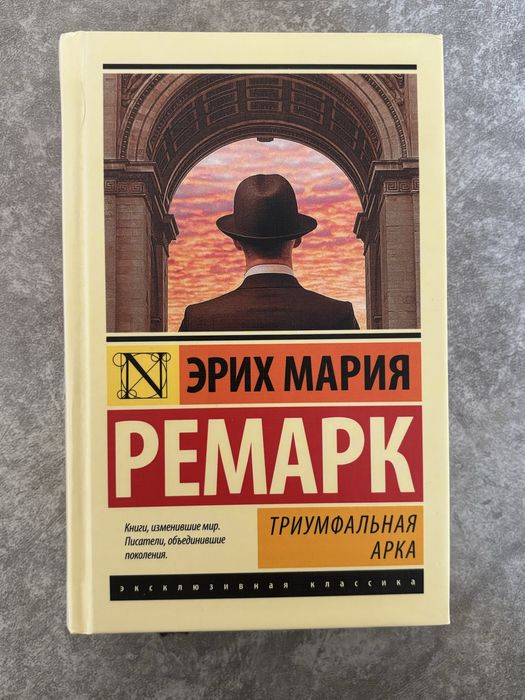 N
ЭРИХ МАРИЯ
РЕМАРК
Книги, изменившие мир.
Писатели, объединившие
поколения.
ТРИУМФАЛЬНАЯ
АРКА
эксклюзивная классика